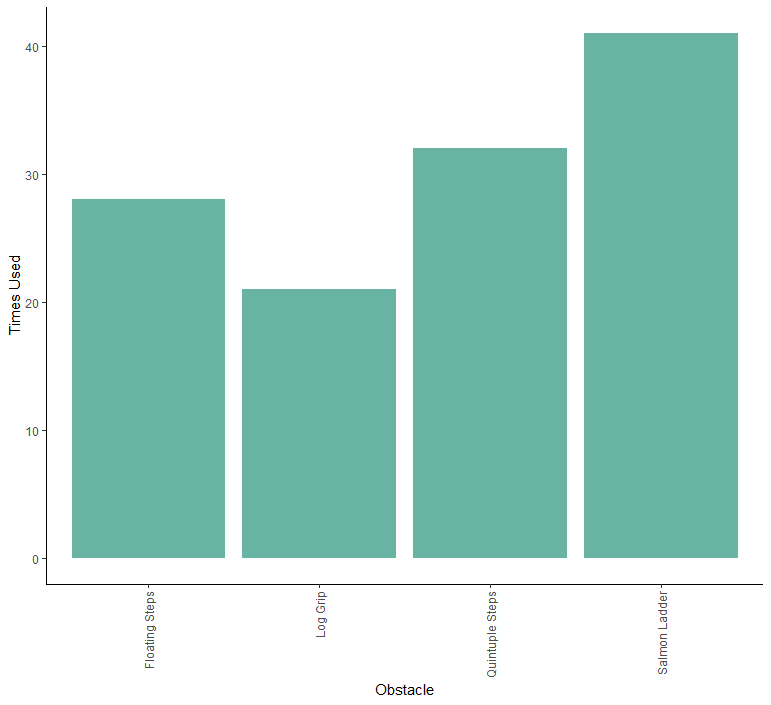 40
30
20
10
0
Times Used
Floating Steps
Log Grip
Quintuple Steps
Salmon Ladder
Obstacle